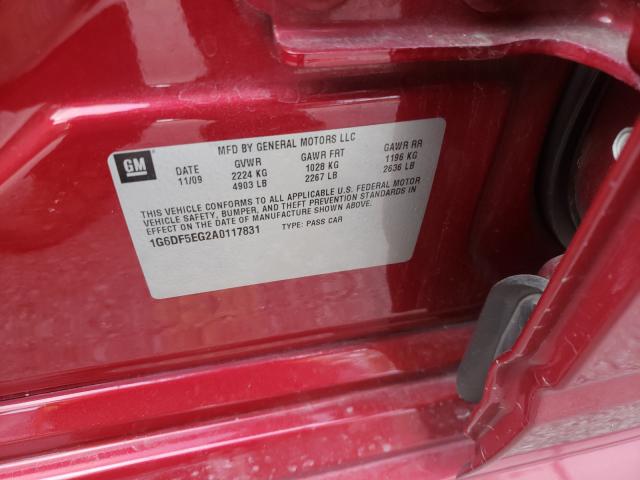 MFD BY GENERAL MOTORS LLC
GM DATE GVWR GAWR FRT GAWR RR
11/09 2224 KG 1028 KG 1196 KG
4903 LB 2267 LB 2636 LB
THIS VEHICLE CONFORMS TO ALL APPLICABLE U.S. FEDERAL MOTOR
VEHICLE SAFETY, BUMPER, AND THEFT PREVENTION STANDARDS IN
EFFECT ON THE DATE OF MANUFACTURE SHOWN ABOVE.
1G6DF5EG2A0117831 TYPE: PASS CAR